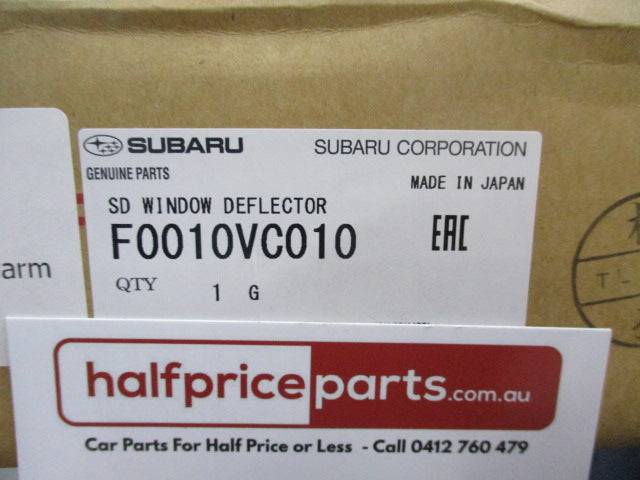 SUBARU
SUBARU CORPORATION
GENUINE PARTS
MADE IN JAPAN
SD WINDOW DEFLECTOR
F0010VC010
EAC
QTY 1 G
arm
halfpriceparts.com.au
Car Parts For Half Price or Less - Call 0412 760 479